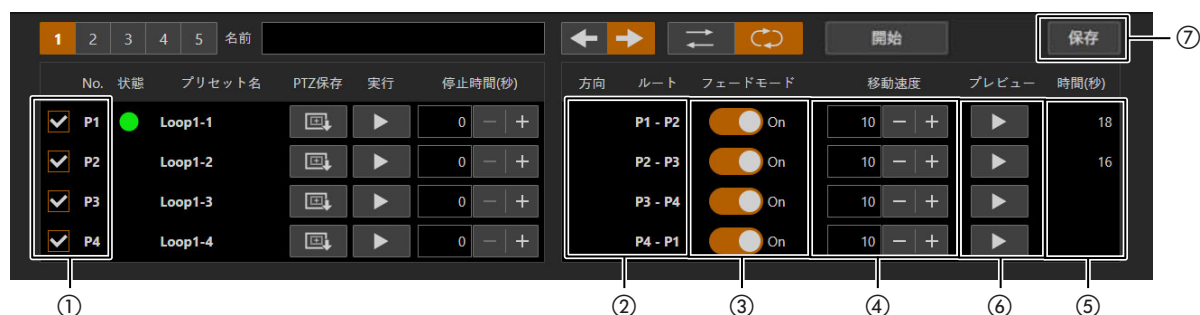 1 2 3 4 5 名前 開始 保存 ⑦
No. 状態 プリセット名 PTZ保存 実行 停止時間(秒) 方向 ルート フェードモード 移動速度 プレビュー 時間(秒)
P1 Loop1-1 0 − + P1 - P2 On 10 − + 18
P2 Loop1-2 0 − + P2 - P3 On 10 − + 16
P3 Loop1-3 0 − + P3 - P4 On 10 − +
P4 Loop1-4 0 − + P4 - P1 On 10 − +
① ② ③ ④ ⑥ ⑤